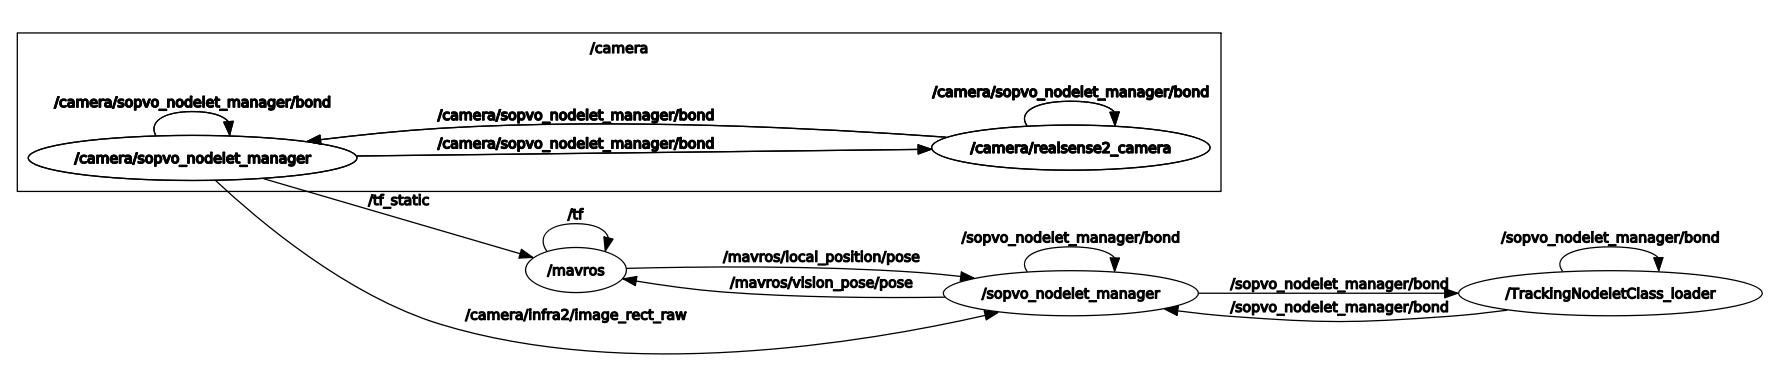 /camera
/camera/sopvo_nodelet_manager/bond
/camera/sopvo_nodelet_manager/bond
/camera/sopvo_nodelet_manager/bond
/camera/sopvo_nodelet_manager/bond
/camera/sopvo_nodelet_manager
/camera/realsense2_camera
/tf_static
/tf
/mavros
/mavros/local_position/pose
/mavros/vision_pose/pose
/sopvo_nodelet_manager/bond
/sopvo_nodelet_manager
/sopvo_nodelet_manager/bond
/sopvo_nodelet_manager/bond
/sopvo_nodelet_manager/bond
/TrackingNodeletClass_loader
/camera/infra2/image_rect_raw